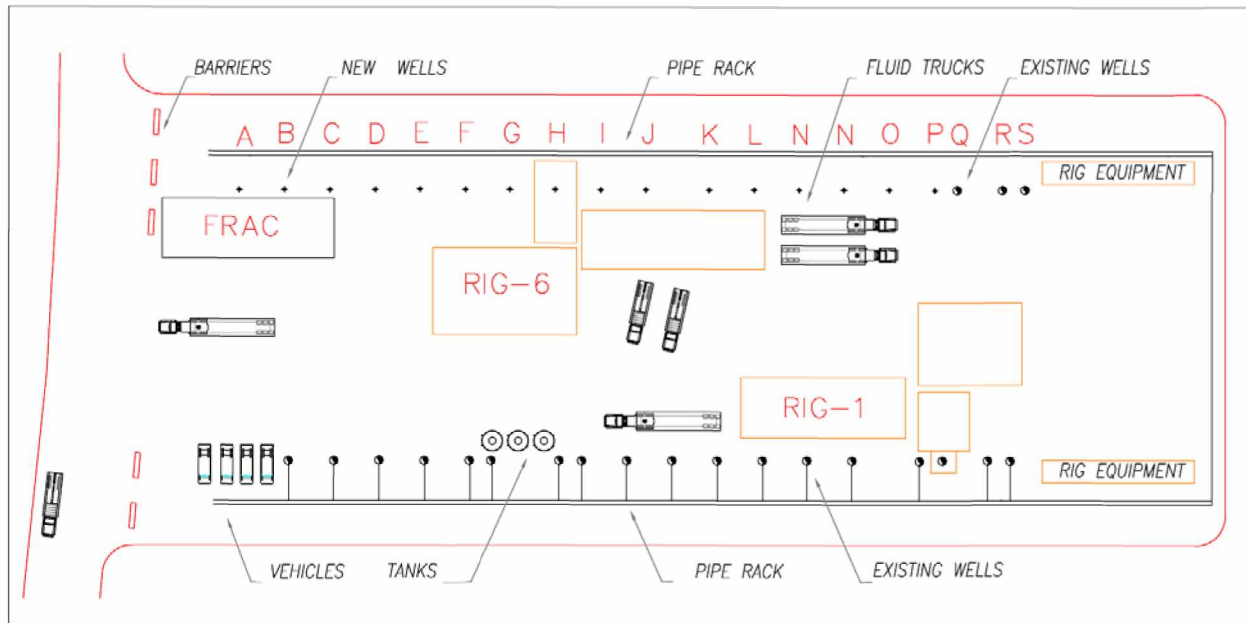 BARRIERS NEW WELLS PIPE RACK FLUID TRUCKS EXISTING WELLS
A B C D E F G H I J K L N N O P Q R S
RIG EQUIPMENT
FRAC
RIG-6
RIG-1
RIG EQUIPMENT
VEHICLES TANKS PIPE RACK EXISTING WELLS